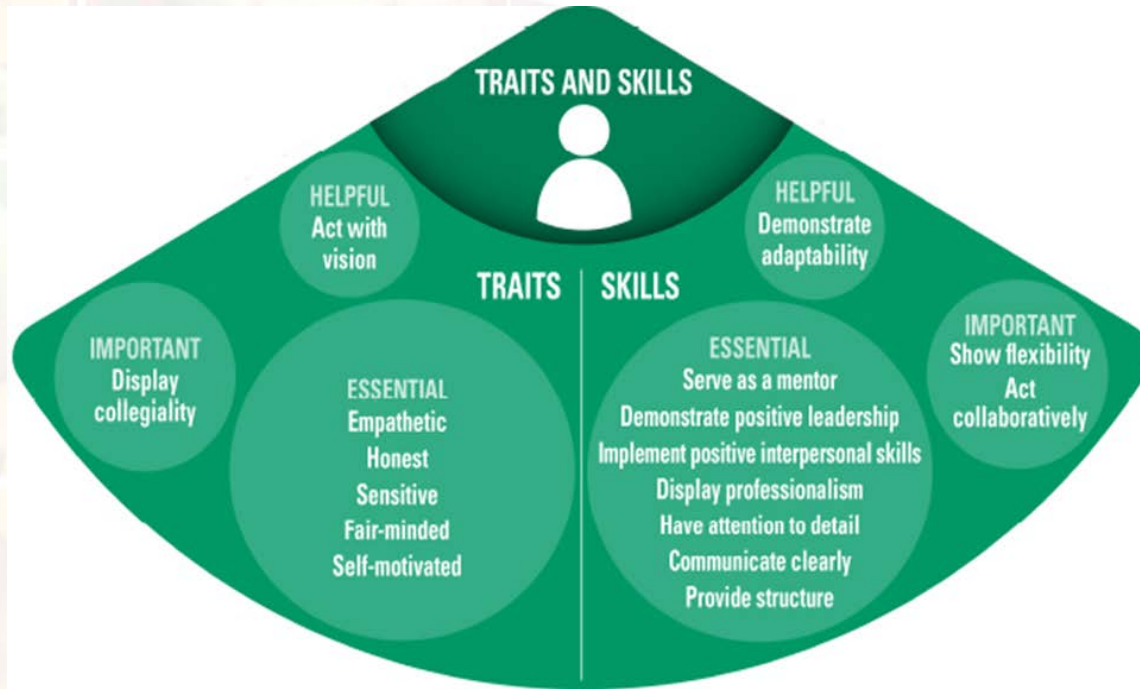 TRAITS AND SKILLS
HELPFUL
Act with
vision
HELPFUL
Demonstrate
adaptability
TRAITS
SKILLS
IMPORTANT
Display
collegiality
ESSENTIAL
Empathetic
Honest
Sensitive
Fair-minded
Self-motivated
ESSENTIAL
Serve as a mentor
Demonstrate positive leadership
Implement positive interpersonal skills
Display professionalism
Have attention to detail
Communicate clearly
Provide structure
IMPORTANT
Show flexibility
Act
collaboratively